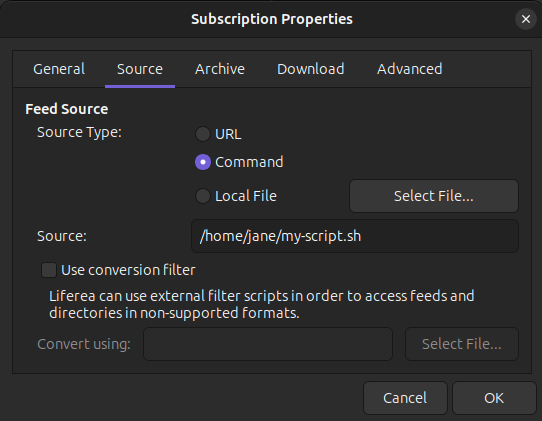 Subscription Properties
General Source Archive Download Advanced
Feed Source
Source Type:
URL
Command
Local File Select File...
Source: /home/jane/my-script.sh
Use conversion filter
Liferea can use external filter scripts in order to access feeds and
directories in non-supported formats.
Convert using: Select File...
Cancel OK